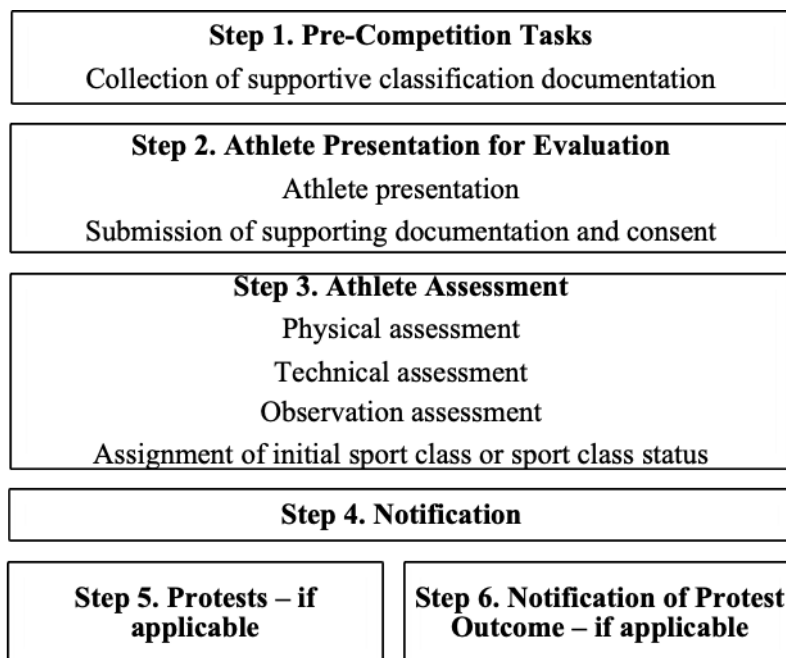 Step 1. Pre-Competition Tasks
Collection of supportive classification documentation
Step 2. Athlete Presentation for Evaluation
Athlete presentation
Submission of supporting documentation and consent
Step 3. Athlete Assessment
Physical assessment
Technical assessment
Observation assessment
Assignment of initial sport class or sport class status
Step 4. Notification
Step 5. Protests – if
applicable
Step 6. Notification of Protest
Outcome – if applicable